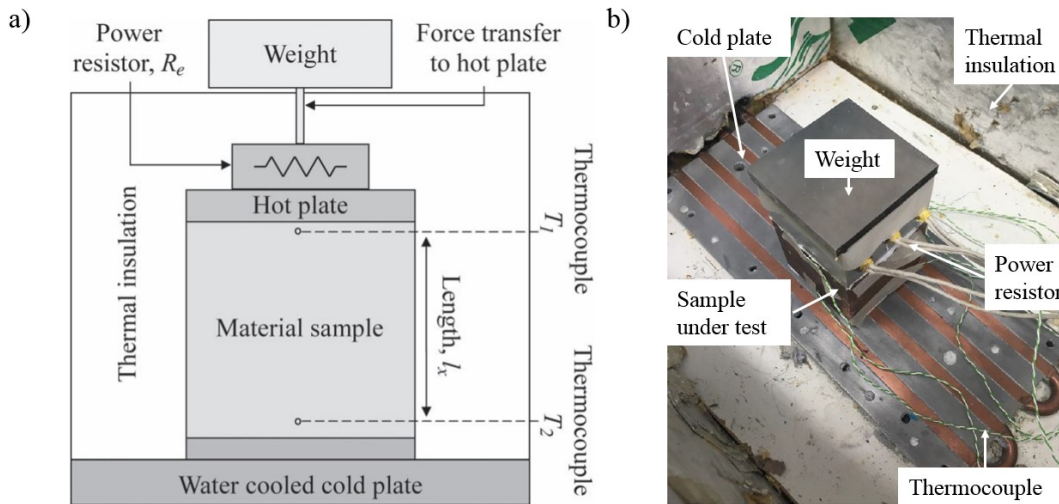 a)
Power
resistor, Rₑ
Weight
Force transfer
to hot plate
Hot plate
Thermal insulation
Material sample
Length, lₓ
T₁
Thermocouple
T₂
Thermocouple
Water cooled cold plate
b)
Cold plate
Thermal
insulation
®
Weight
Power
resistor
Sample
under test
Thermocouple